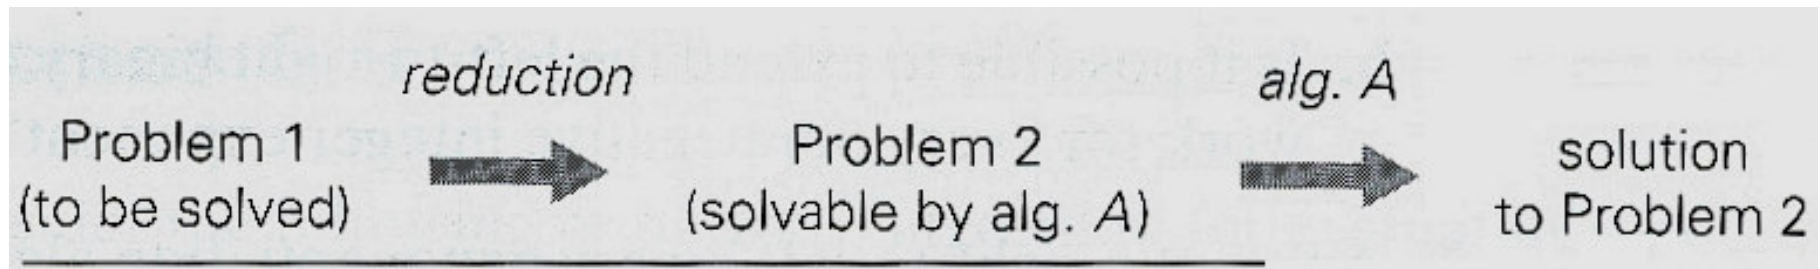 reduction
alg. A
Problem 1
Problem 2
solution
(to be solved)
(solvable by alg. A)
to Problem 2